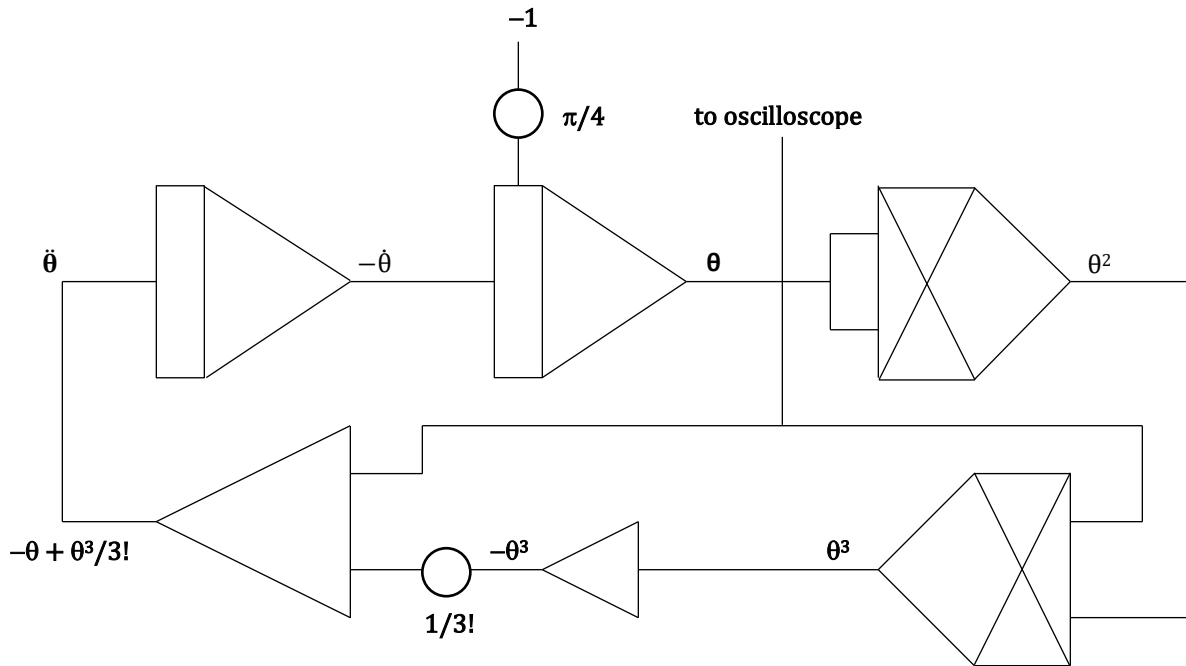 –1
π/4
to oscilloscope
θ̈
−θ̇
θ
θ²
–θ + θ³/3!
–θ³
θ³
1/3!